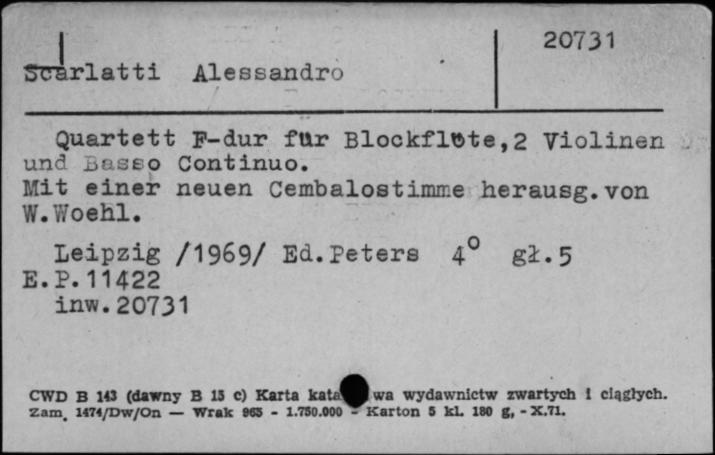 20731
Scarlatti Alessandro
Quartett F-dur für Blockflöte,2 Violinen
und Basso Continuo.
Mit einer neuen Cembalostimme herausg.von
W.Woehl.
Leipzig /1969/ Ed.Peters 4° gł.5
E.P.11422
inw.20731
CWD B 143 (dawny B 15 c) Karta kata wa wydawnictw zwartych i ciągłych.
Zam. 1474/Dw/On — Wrak 965 - 1.750.000 - Karton 5 kl. 180 g, - X.71.